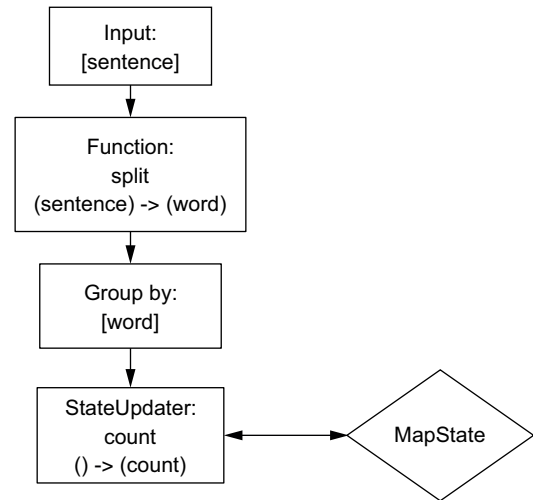 Input:
[sentence]
Function:
split
(sentence) -> (word)
Group by:
[word]
StateUpdater:
count
() -> (count)
MapState